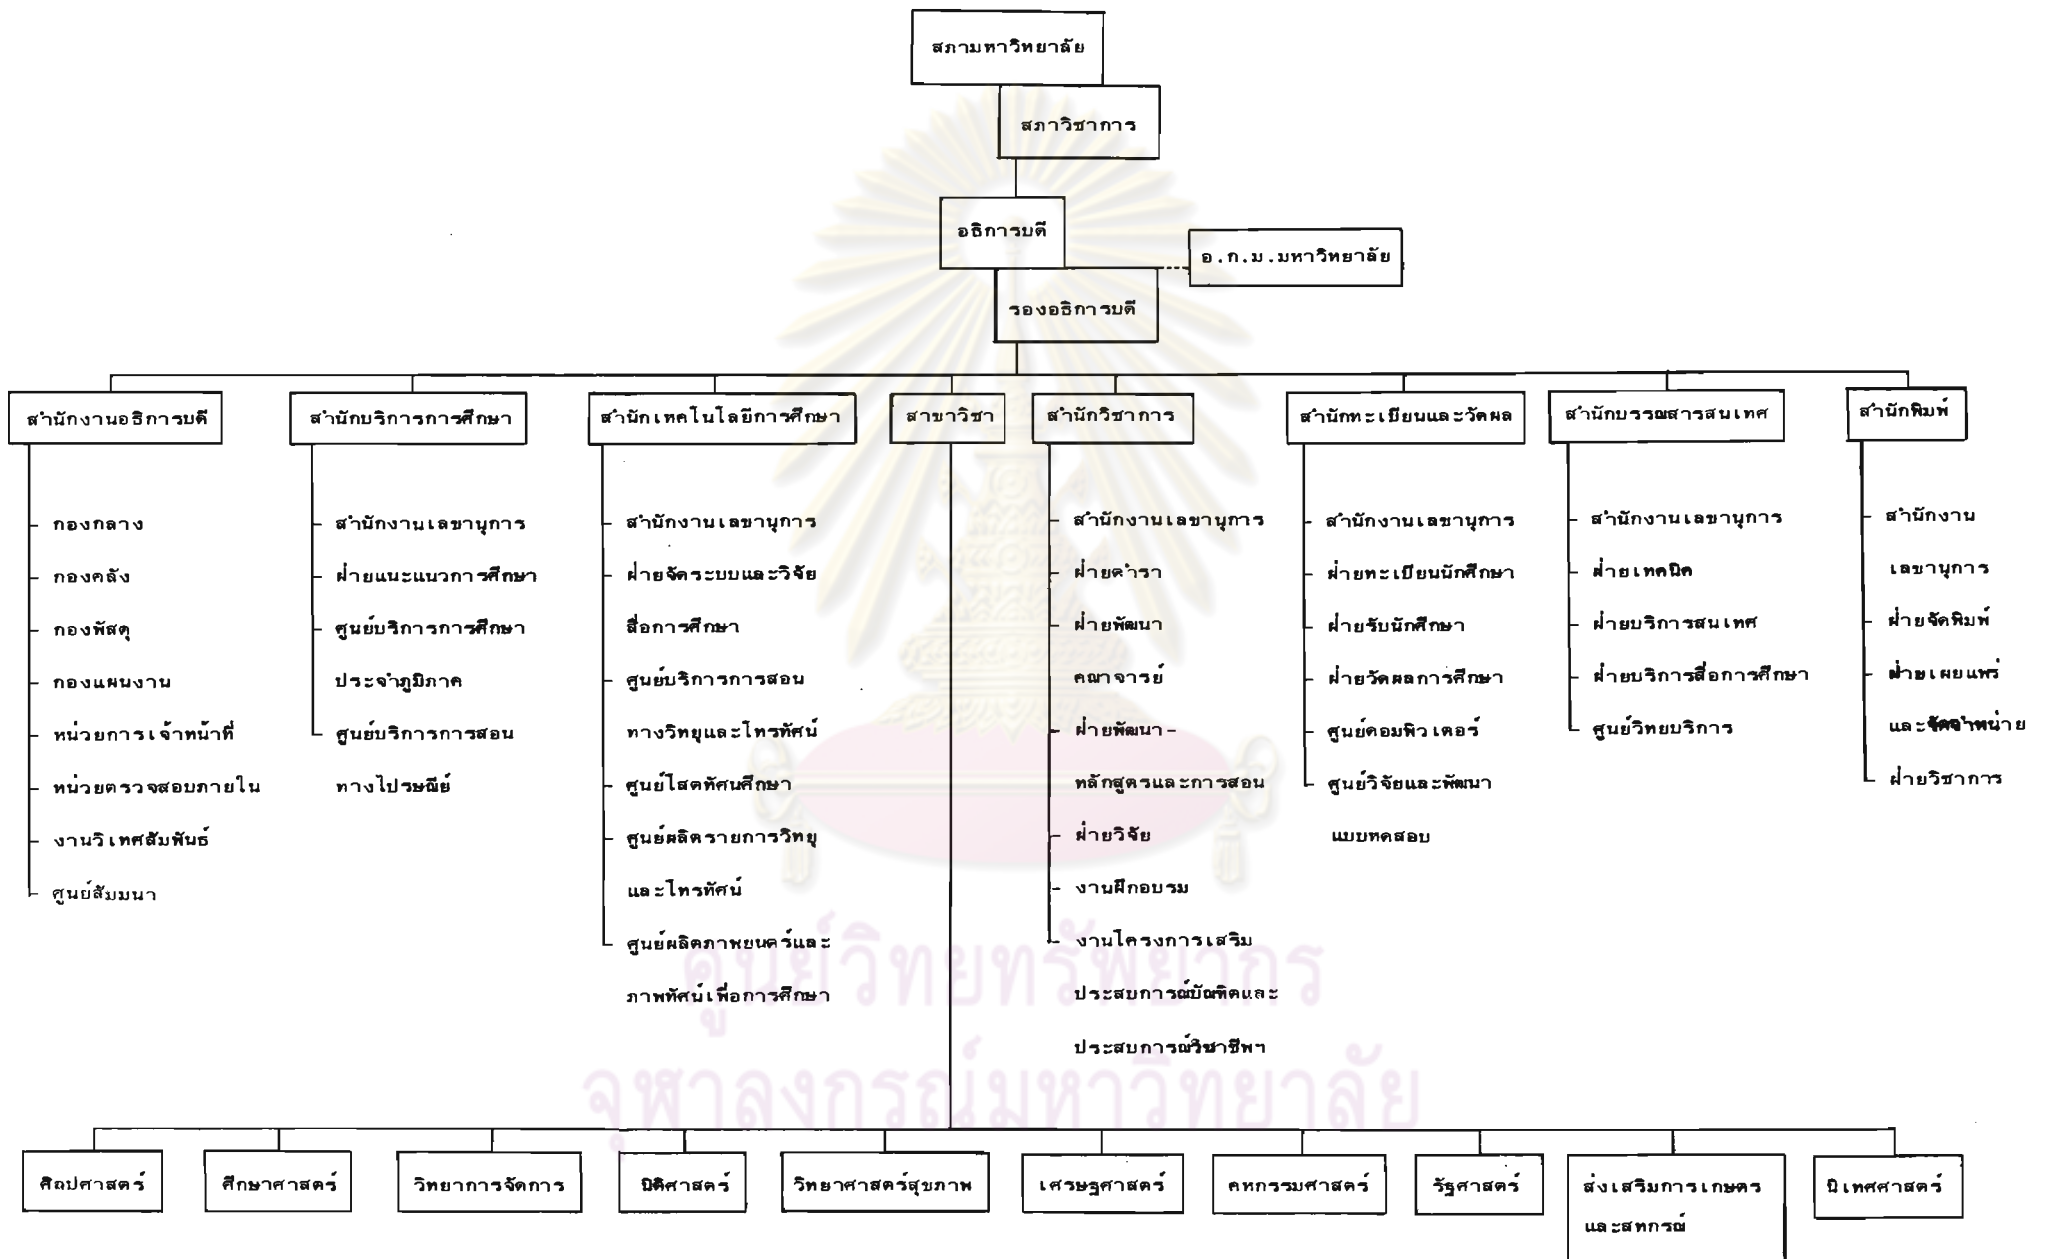 สภามหาวิทยาลัย
สภาวิชาการ
อธิการบดี
อ.ก.ม.มหาวิทยาลัย
รองอธิการบดี
สำนักงานอธิการบดี
กองกลาง
กองคลัง
กองพัสดุ
กองแผนงาน
หน่วยการเจ้าหน้าที่
หน่วยตรวจสอบภายใน
งานวิเทศสัมพันธ์
ศูนย์สัมมนา
สำนักบริการการศึกษา
สำนักงานเลขานุการ
ฝ่ายแนะแนวการศึกษา
ศูนย์บริการการศึกษา
ประจำภูมิภาค
ศูนย์บริการการสอน
ทางไปรษณีย์
สำนักเทคโนโลยีการศึกษา
สำนักงานเลขานุการ
ฝ่ายจัดระบบและวิจัย
สื่อการศึกษา
ศูนย์บริการการสอน
ทางวิทยุและโทรทัศน์
ศูนย์โสตทัศนศึกษา
ศูนย์ผลิตรายการวิทยุ
และโทรทัศน์
ศูนย์ผลิตภาพยนตร์และ
ภาพทัศน์เพื่อการศึกษา
สาขาวิชา
สำนักวิชาการ
สำนักงานเลขานุการ
ฝ่ายตำรา
ฝ่ายพัฒนา
คณาจารย์
ฝ่ายพัฒนา-
หลักสูตรและการสอน
ฝ่ายวิจัย
งานฝึกอบรม
งานโครงการเสริม
ประสบการณ์บัณฑิตและ
ประสบการณ์วิชาชีพฯ
สำนักทะเบียนและวัดผล
สำนักงานเลขานุการ
ฝ่ายทะเบียนนักศึกษา
ฝ่ายรับนักศึกษา
ฝ่ายวัดผลการศึกษา
ศูนย์คอมพิวเตอร์
ศูนย์วิจัยและพัฒนา
แบบทดสอบ
สำนักบรรณสารสนเทศ
สำนักงานเลขานุการ
ฝ่ายเทคนิค
ฝ่ายบริการสนเทศ
ฝ่ายบริการสื่อการศึกษา
ศูนย์วิทยบริการ
สำนักพิมพ์
สำนักงาน
เลขานุการ
ฝ่ายจัดพิมพ์
ฝ่ายเผยแพร่
และจัดจำหน่าย
ฝ่ายวิชาการ
ศูนย์วิทยทรัพยากร
จุฬาลงกรณ์มหาวิทยาลัย
ศิลปศาสตร์
ศึกษาศาสตร์
วิทยาการจัดการ
นิติศาสตร์
วิทยาศาสตร์สุขภาพ
เศรษฐศาสตร์
คหกรรมศาสตร์
รัฐศาสตร์
ส่งเสริมการเกษตร
และสหกรณ์
นิเทศศาสตร์